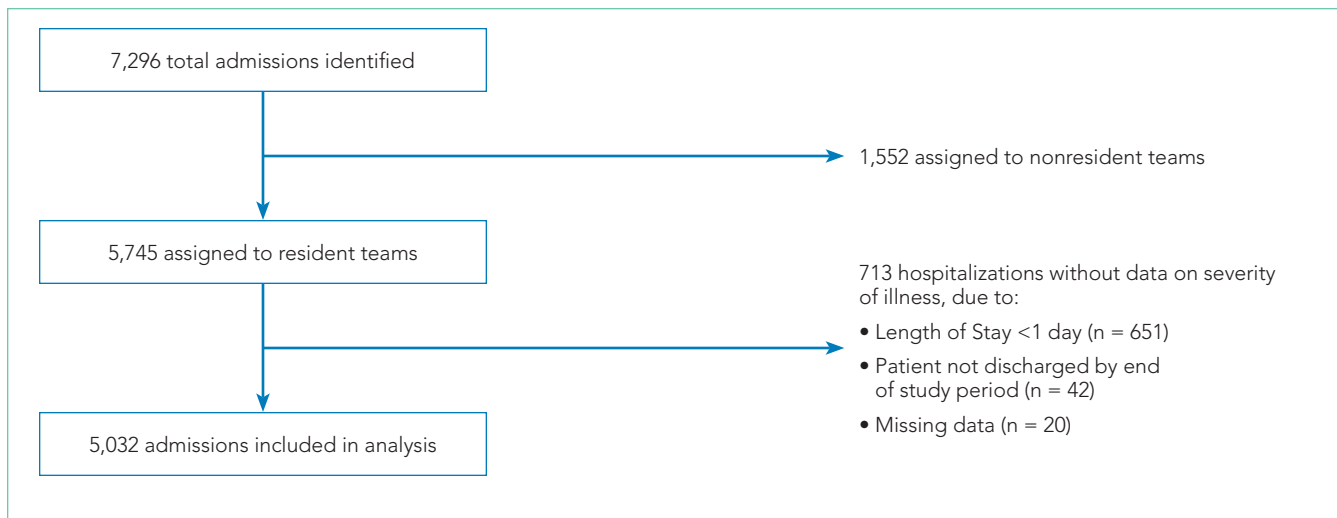 7,296 total admissions identified
1,552 assigned to nonresident teams
5,745 assigned to resident teams
713 hospitalizations without data on severity
of illness, due to:
• Length of Stay <1 day (n = 651)
• Patient not discharged by end
of study period (n = 42)
• Missing data (n = 20)
5,032 admissions included in analysis